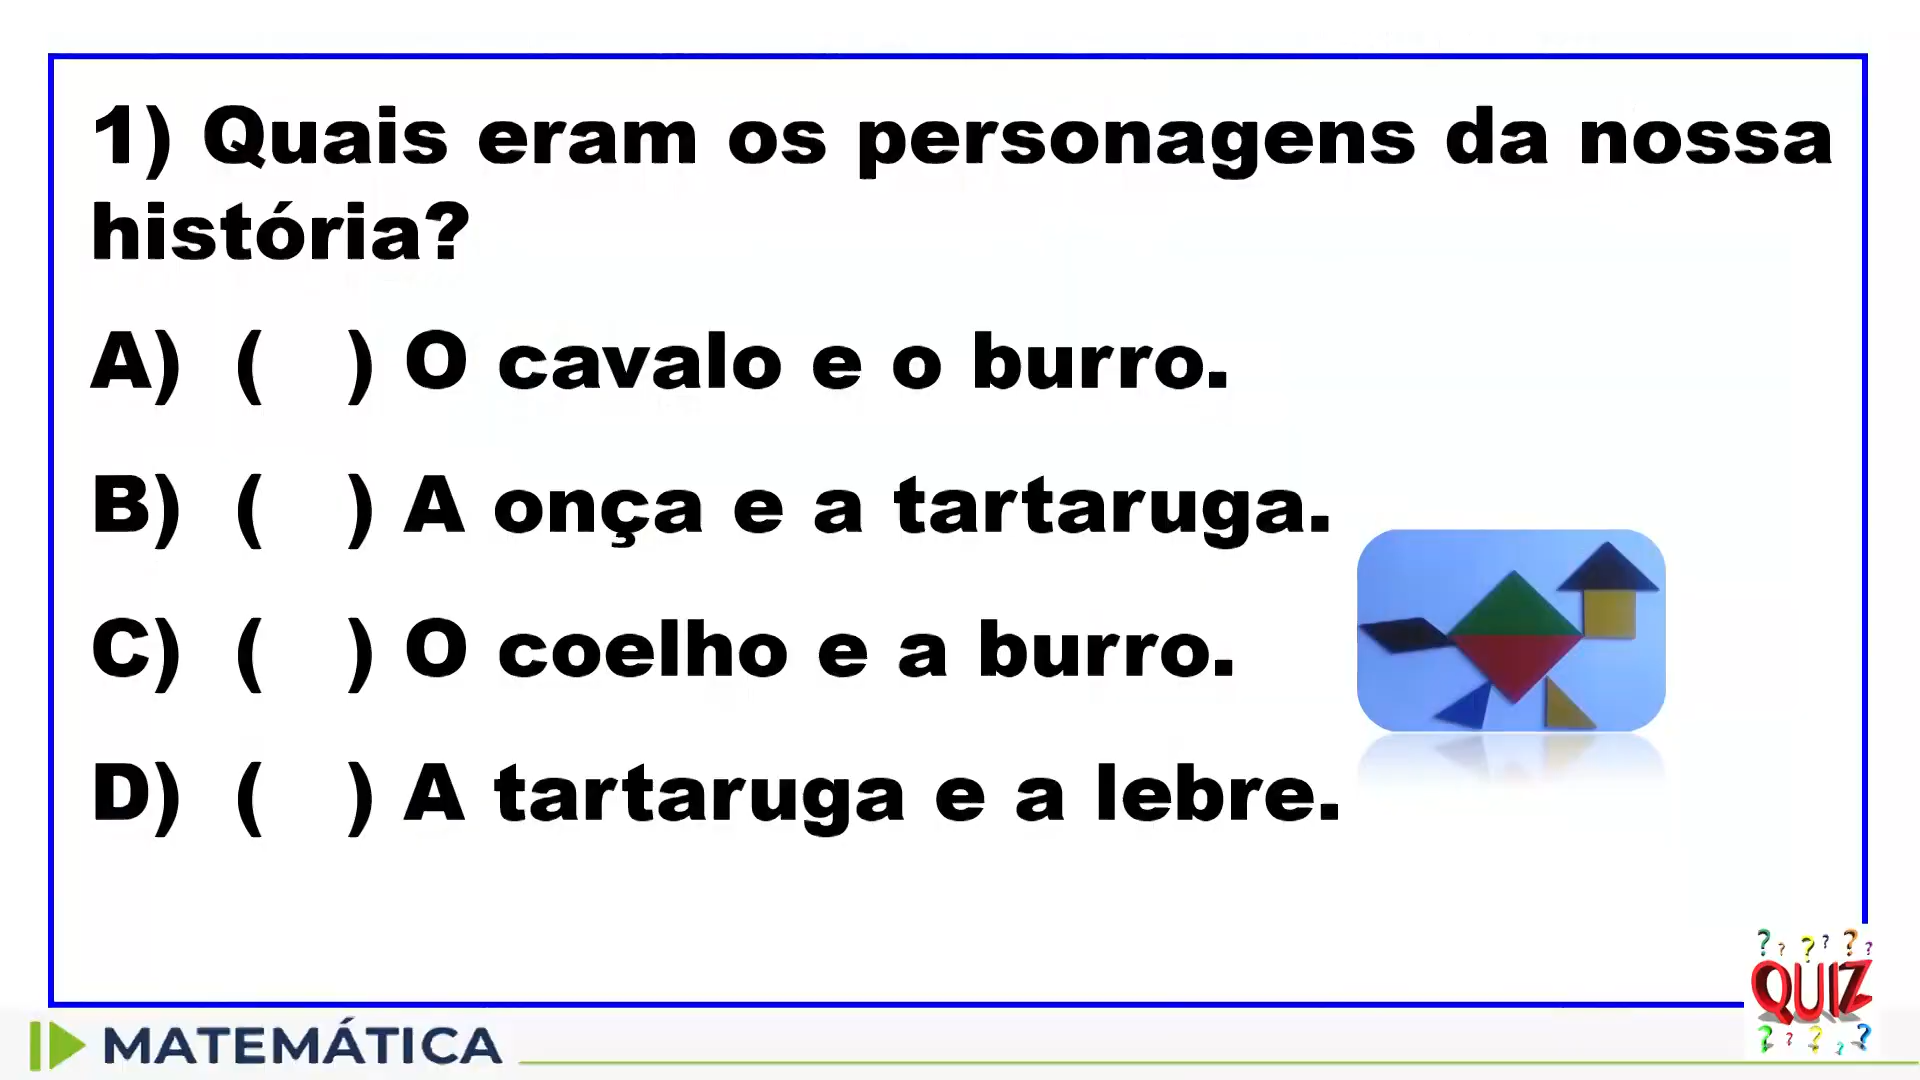 1) Quais eram os personagens da nossa
história?
A) ( ) O cavalo e o burro.
B) ( ) A onça e a tartaruga.
C) ( ) O coelho e a burro.
D) ( ) A tartaruga e a lebre.
? ? ? ? ? ?
QUIZ
? ? ? ? ?
MATEMÁTICA